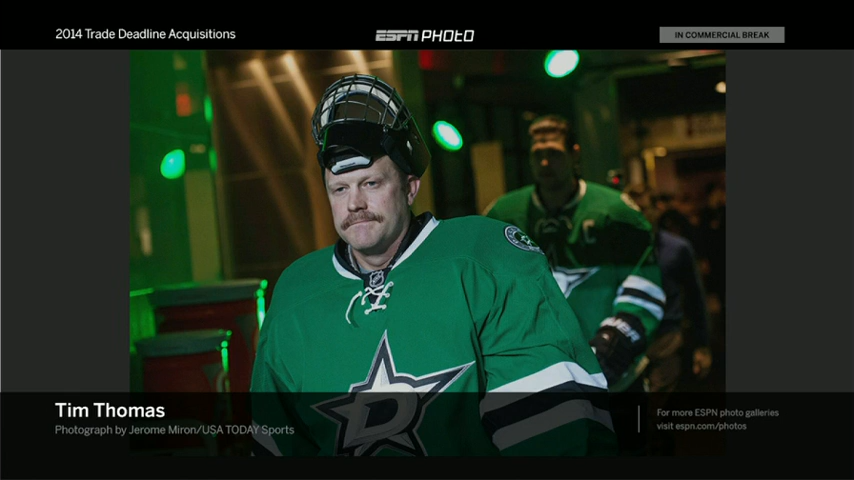 2014 Trade Deadline Acquisitions
ESPN PHOTO
IN COMMERCIAL BREAK
C
D
Tim Thomas
Photograph by Jerome Miron/USA TODAY Sports
For more ESPN photo galleries
visit espn.com/photos